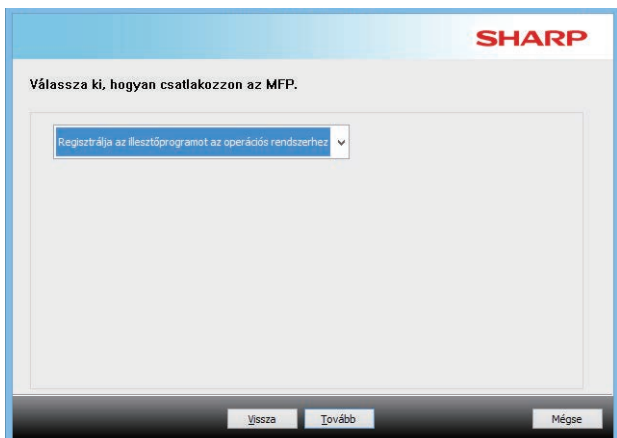 SHARP
Válassza ki, hogyan csatlakozzon az MFP.
Regisztrálja az illesztőprogramot az operációs rendszerhez
Vissza Tovább Mégse